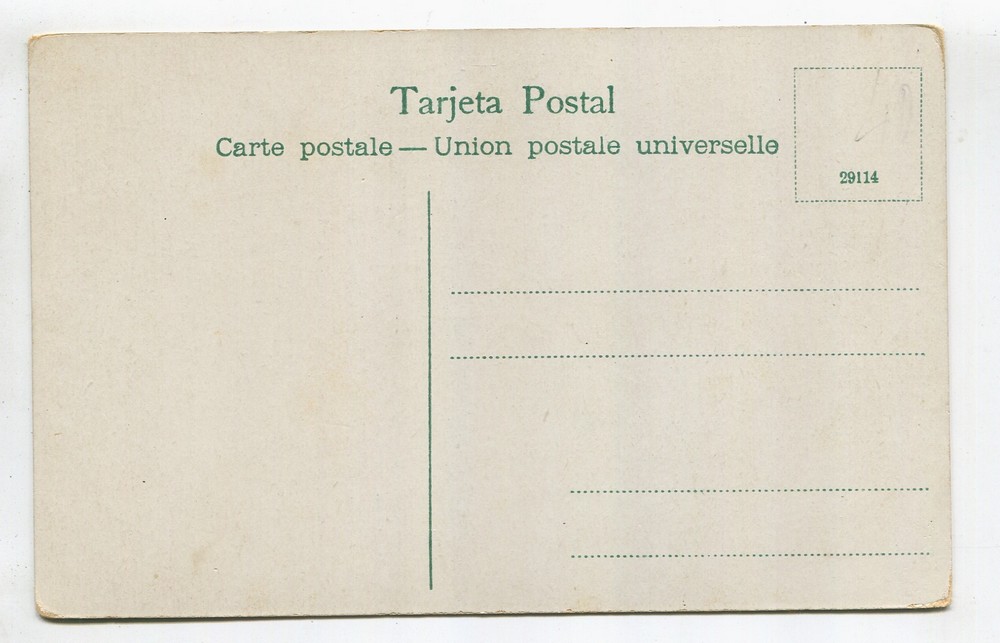 Tarjeta Postal
Carte postale — Union postale universelle
29114